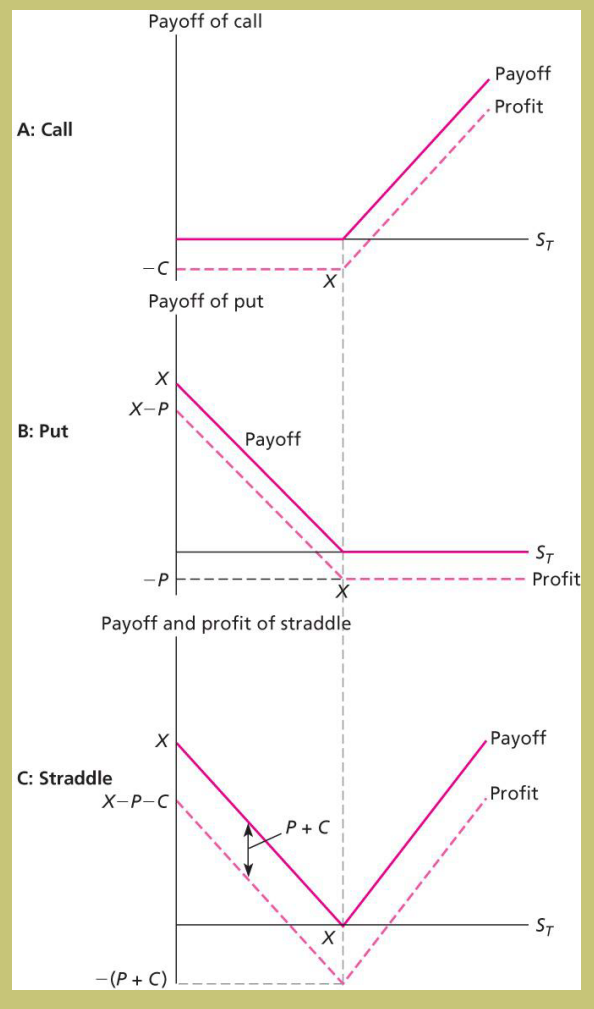 Payoff of call
Payoff
Profit
A: Call
S_T
−C
X
Payoff of put
X
X−P
B: Put
Payoff
S_T
−P
Profit
X
Payoff and profit of straddle
X
Payoff
C: Straddle
X−P−C
Profit
P + C
S_T
X
−(P + C)